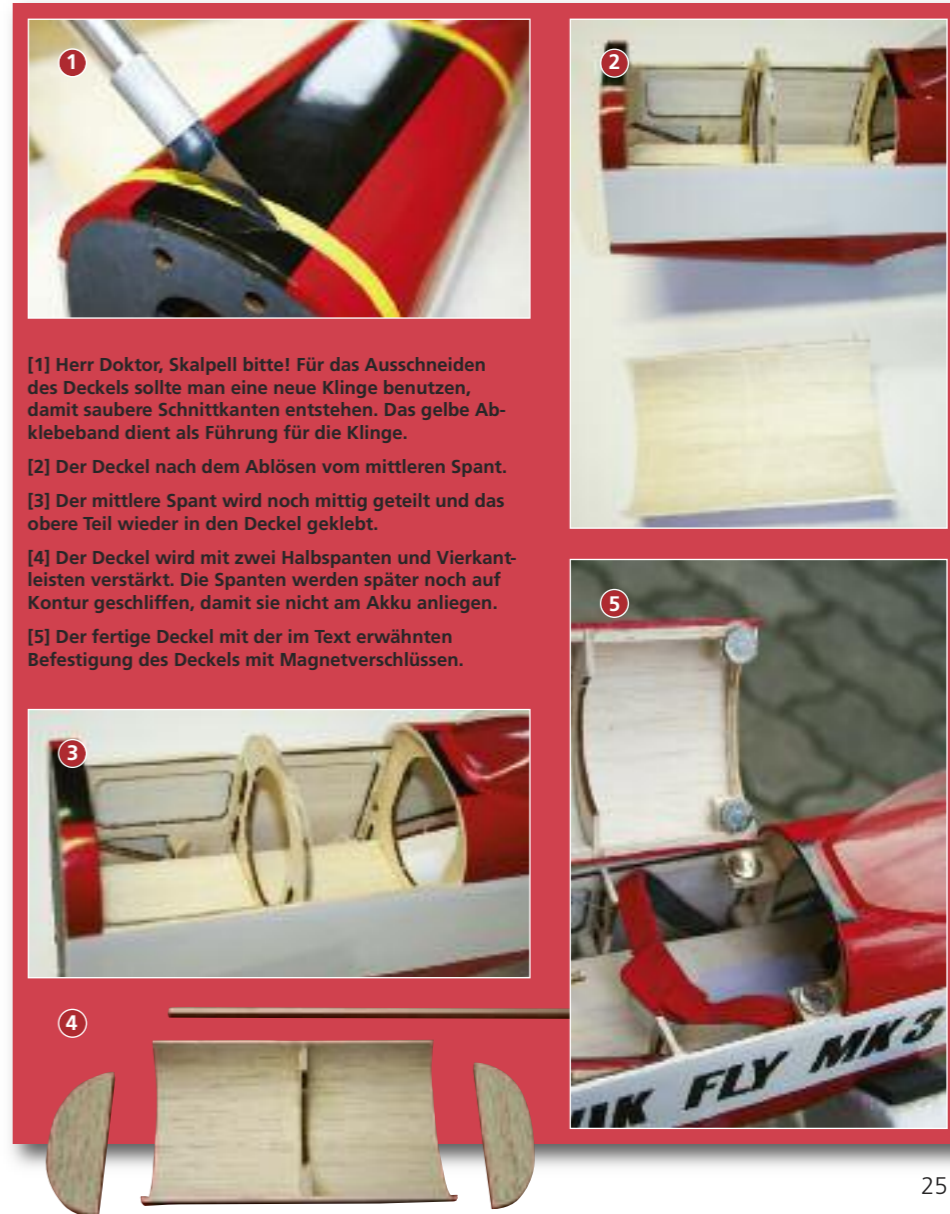 1
2
[1] Herr Doktor, Skalpell bitte! Für das Ausschneiden
des Deckels sollte man eine neue Klinge benutzen,
damit saubere Schnittkanten entstehen. Das gelbe Ab-
klebeband dient als Führung für die Klinge.
[2] Der Deckel nach dem Ablösen vom mittleren Spant.
[3] Der mittlere Spant wird noch mittig geteilt und das
obere Teil wieder in den Deckel geklebt.
[4] Der Deckel wird mit zwei Halbspanten und Vierkant-
leisten verstärkt. Die Spanten werden später noch auf
Kontur geschliffen, damit sie nicht am Akku anliegen.
[5] Der fertige Deckel mit der im Text erwähnten
Befestigung des Deckels mit Magnetverschlüssen.
5
3
4
FLY MK3
25